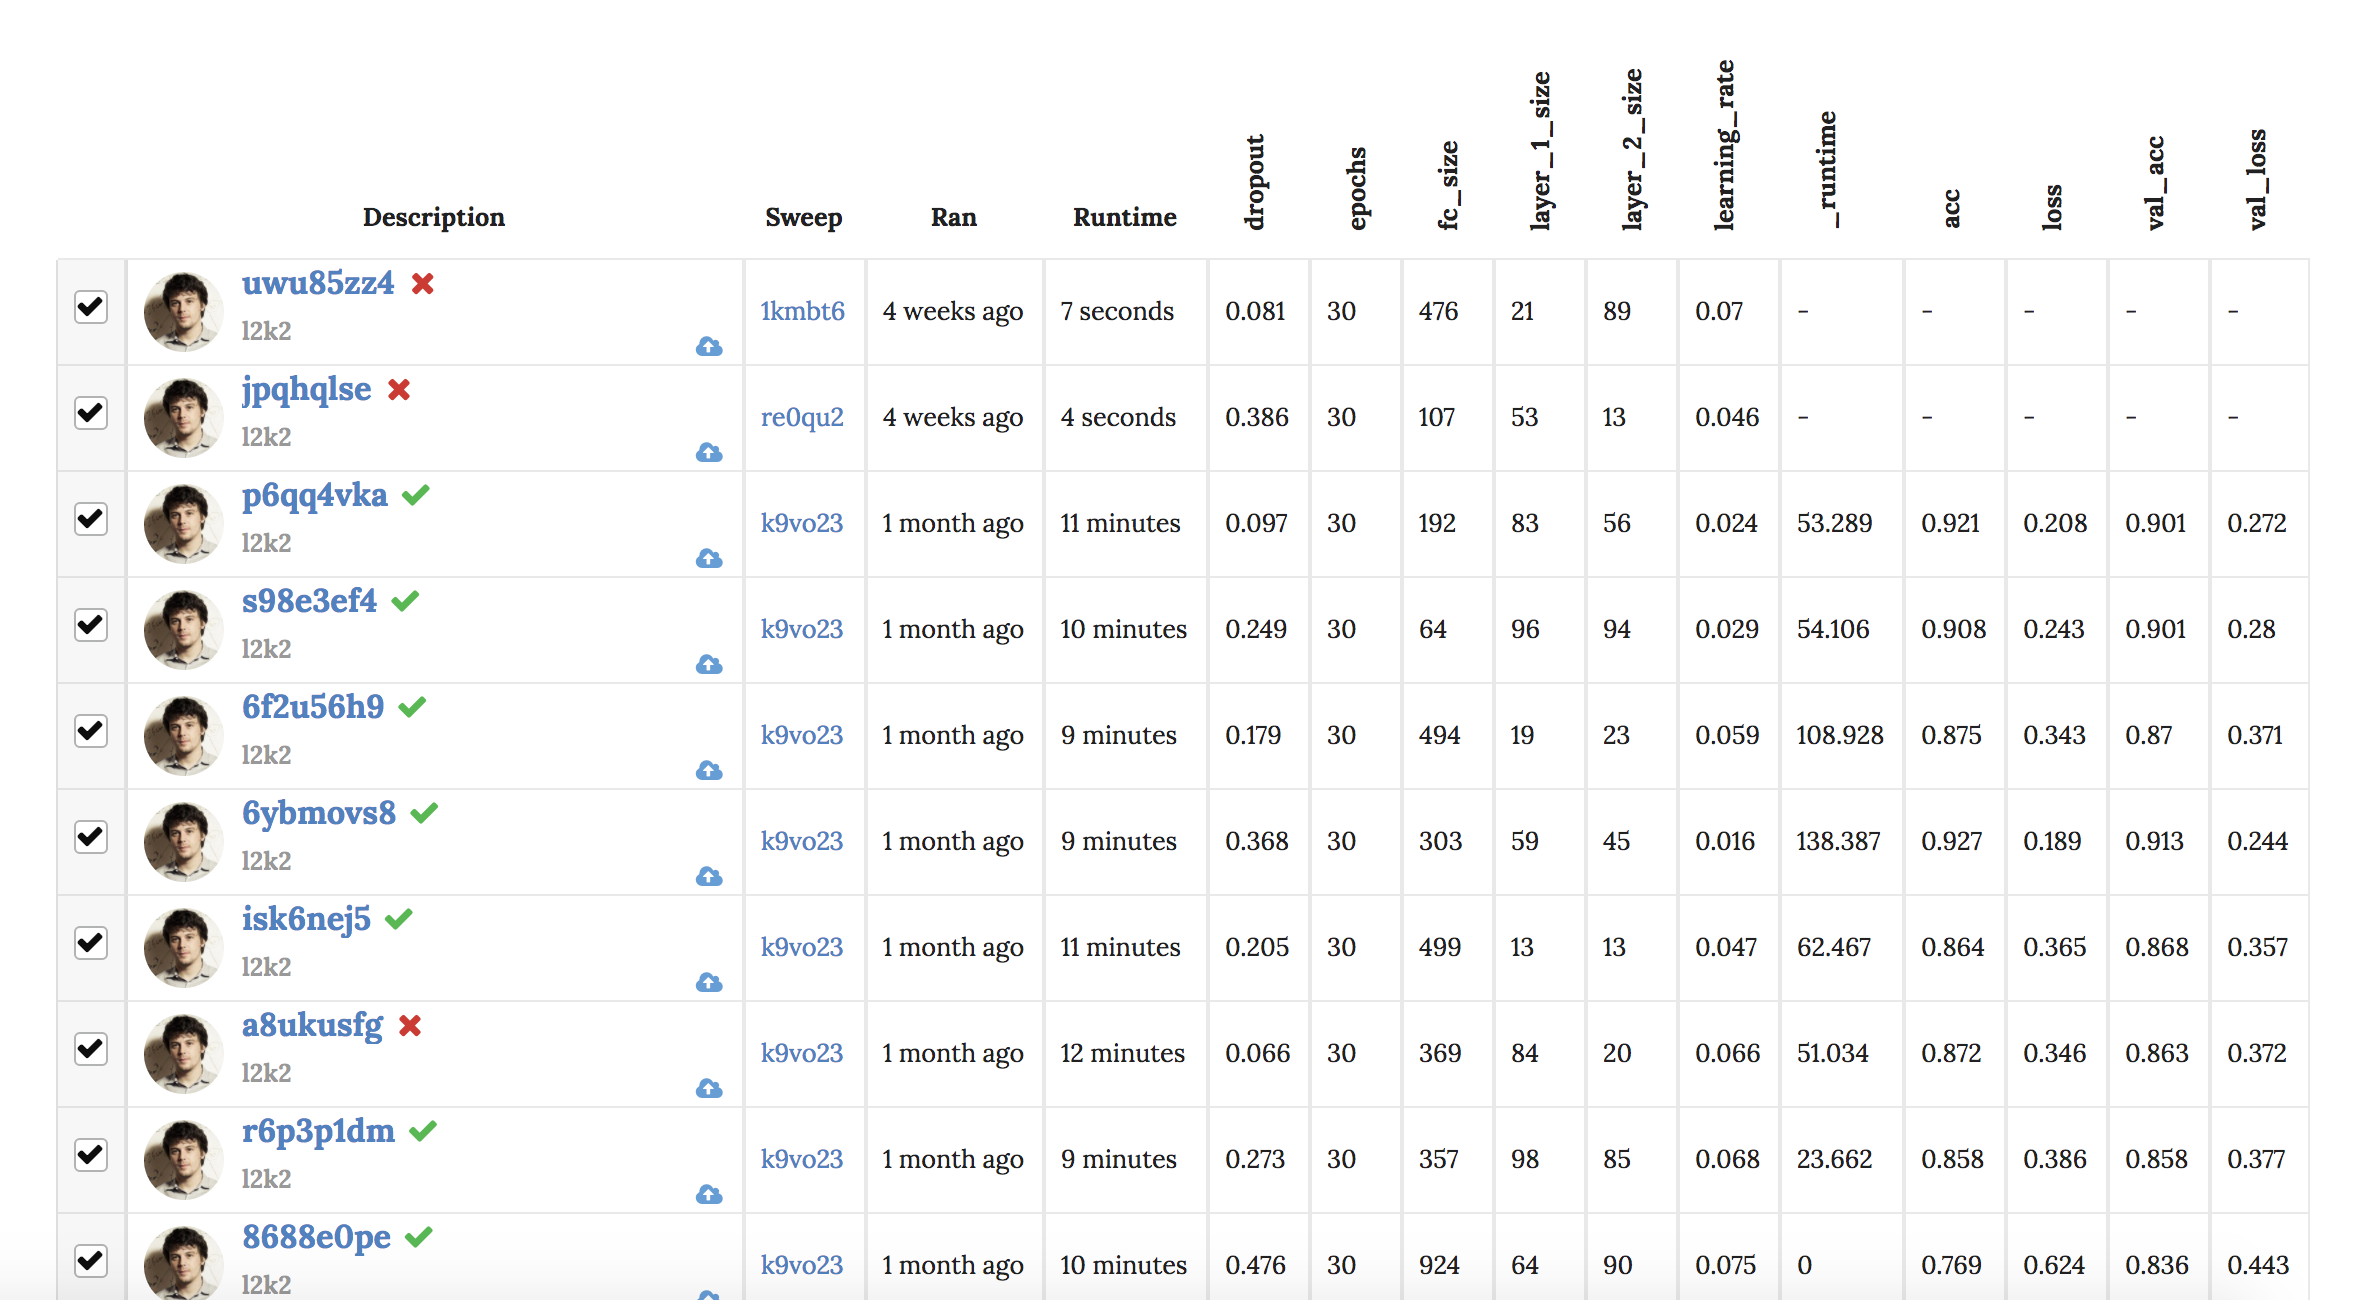 Description Sweep Ran Runtime dropout epochs fc_size layer_1_size layer_2_size learning_rate _runtime acc loss val_acc val_loss
uwu85zz4
l2k2
1kmbt6 4 weeks ago 7 seconds 0.081 30 476 21 89 0.07 - - - - -
jpqhqlse
l2k2
re0qu2 4 weeks ago 4 seconds 0.386 30 107 53 13 0.046 - - - - -
p6qq4vka
l2k2
k9vo23 1 month ago 11 minutes 0.097 30 192 83 56 0.024 53.289 0.921 0.208 0.901 0.272
s98e3ef4
l2k2
k9vo23 1 month ago 10 minutes 0.249 30 64 96 94 0.029 54.106 0.908 0.243 0.901 0.28
6f2u56h9
l2k2
k9vo23 1 month ago 9 minutes 0.179 30 494 19 23 0.059 108.928 0.875 0.343 0.87 0.371
6ybmovs8
l2k2
k9vo23 1 month ago 9 minutes 0.368 30 303 59 45 0.016 138.387 0.927 0.189 0.913 0.244
isk6nej5
l2k2
k9vo23 1 month ago 11 minutes 0.205 30 499 13 13 0.047 62.467 0.864 0.365 0.868 0.357
a8ukusfg
l2k2
k9vo23 1 month ago 12 minutes 0.066 30 369 84 20 0.066 51.034 0.872 0.346 0.863 0.372
r6p3p1dm
l2k2
k9vo23 1 month ago 9 minutes 0.273 30 357 98 85 0.068 23.662 0.858 0.386 0.858 0.377
8688e0pe
l2k2
k9vo23 1 month ago 10 minutes 0.476 30 924 64 90 0.075 0 0.769 0.624 0.836 0.443